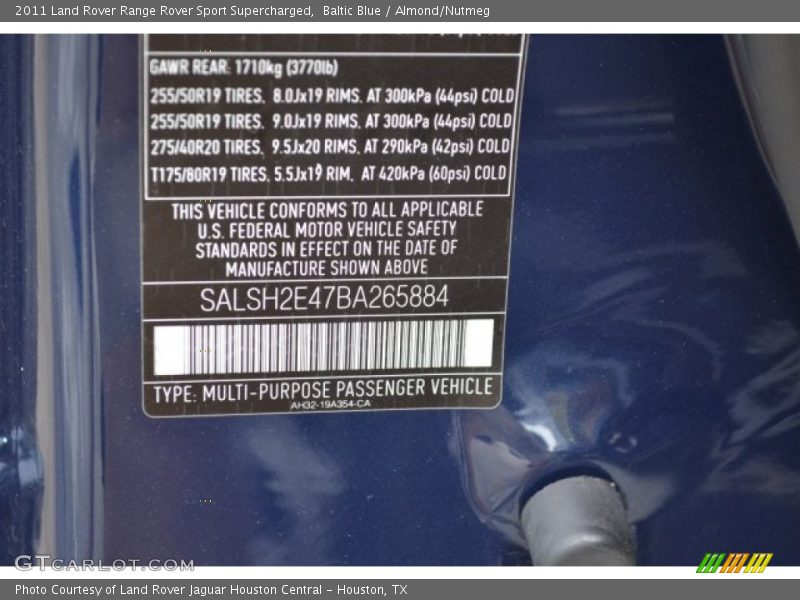 2011 Land Rover Range Rover Sport Supercharged, Baltic Blue / Almond/Nutmeg
GAWR REAR: 1710kg (3770lb)
255/50R19 TIRES, 8.0Jx19 RIMS, AT 300kPa (44psi) COLD
255/50R19 TIRES, 9.0Jx19 RIMS, AT 300kPa (44psi) COLD
275/40R20 TIRES, 9.5Jx20 RIMS, AT 290kPa (42psi) COLD
T175/80R19 TIRES, 5.5Jx19 RIM, AT 420kPa (60psi) COLD
THIS VEHICLE CONFORMS TO ALL APPLICABLE
U.S. FEDERAL MOTOR VEHICLE SAFETY
STANDARDS IN EFFECT ON THE DATE OF
MANUFACTURE SHOWN ABOVE
SALSH2E47BA265884
TYPE: MULTI-PURPOSE PASSENGER VEHICLE
AH32-19A354-CA
GTCARLOT.COM
Photo Courtesy of Land Rover Jaguar Houston Central - Houston, TX